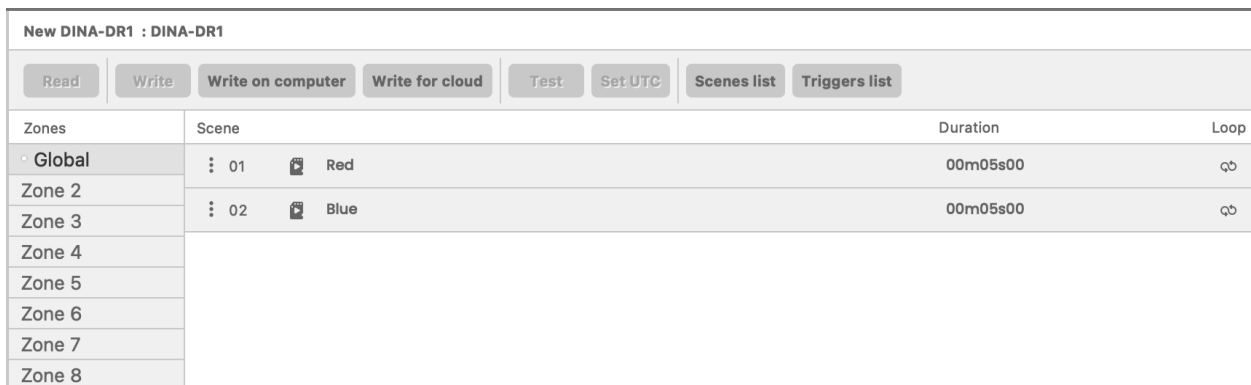 New DINA-DR1 : DINA-DR1
Read Write Write on computer Write for cloud Test Set UTC Scenes list Triggers list
Zones Scene Duration Loop
Global 01 Red 00m05s00
Zone 2
02 Blue 00m05s00
Zone 3
Zone 4
Zone 5
Zone 6
Zone 7
Zone 8